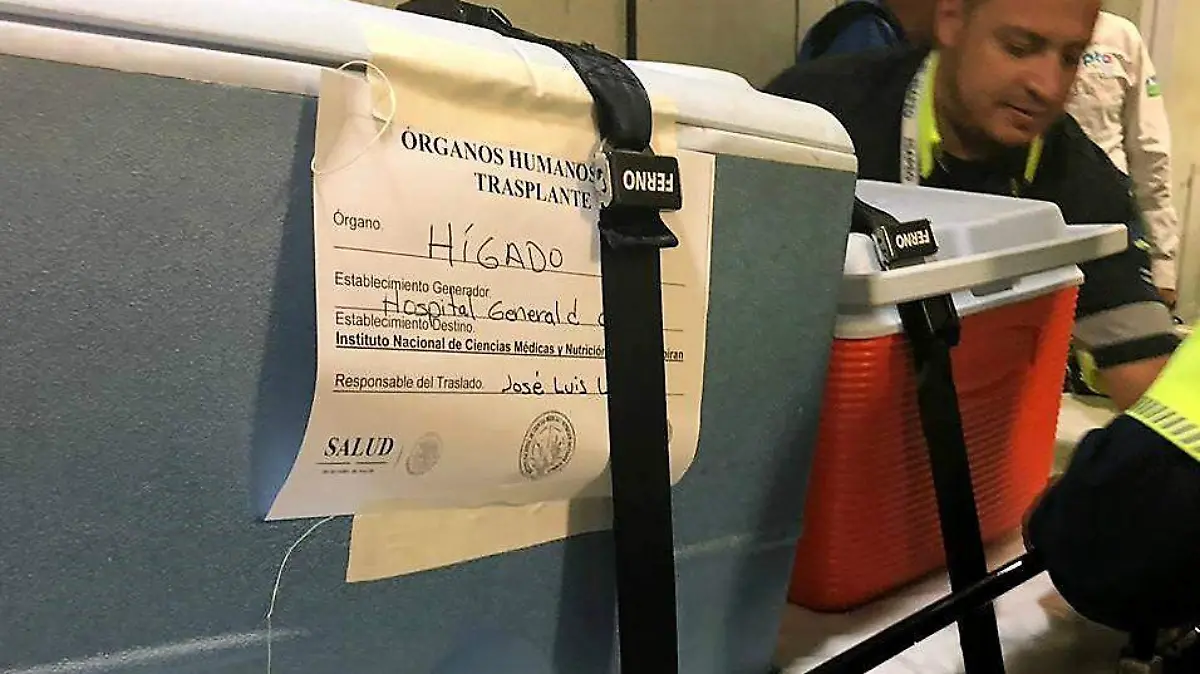 ÓRGANOS HUMANOS
TRASPLANTE
Órgano.
HÍGADO
Establecimiento Generador.
Hospital General d
Establecimiento Destino.
Instituto Nacional de Ciencias Médicas y Nutrición
Responsable del Traslado. José Luis
SALUD
FERNO
FERNO